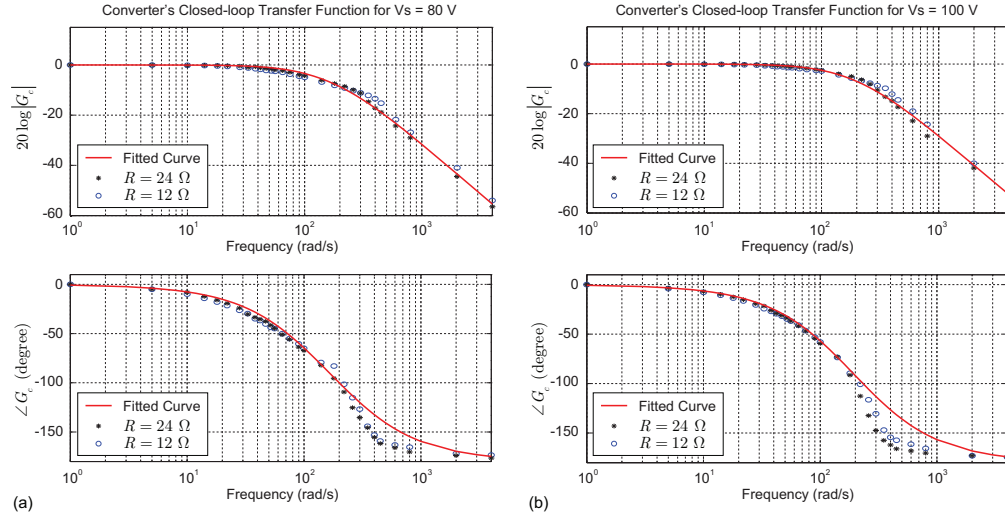 Converter's Closed-loop Transfer Function for Vs = 80 V
0
-20
-40
-60
20 log|G_c|
Fitted Curve
R = 24 Ω
R = 12 Ω
10^0
10^1
10^2
10^3
Frequency (rad/s)
0
-50
-100
-150
∠G_c (degree)
Fitted Curve
R = 24 Ω
R = 12 Ω
10^0
10^1
10^2
10^3
Frequency (rad/s)
(a)
Converter's Closed-loop Transfer Function for Vs = 100 V
0
-20
-40
-60
20 log|G_c|
Fitted Curve
R = 24 Ω
R = 12 Ω
10^0
10^1
10^2
10^3
Frequency (rad/s)
0
-50
-100
-150
∠G_c (degree)
Fitted Curve
R = 24 Ω
R = 12 Ω
10^0
10^1
10^2
10^3
Frequency (rad/s)
(b)